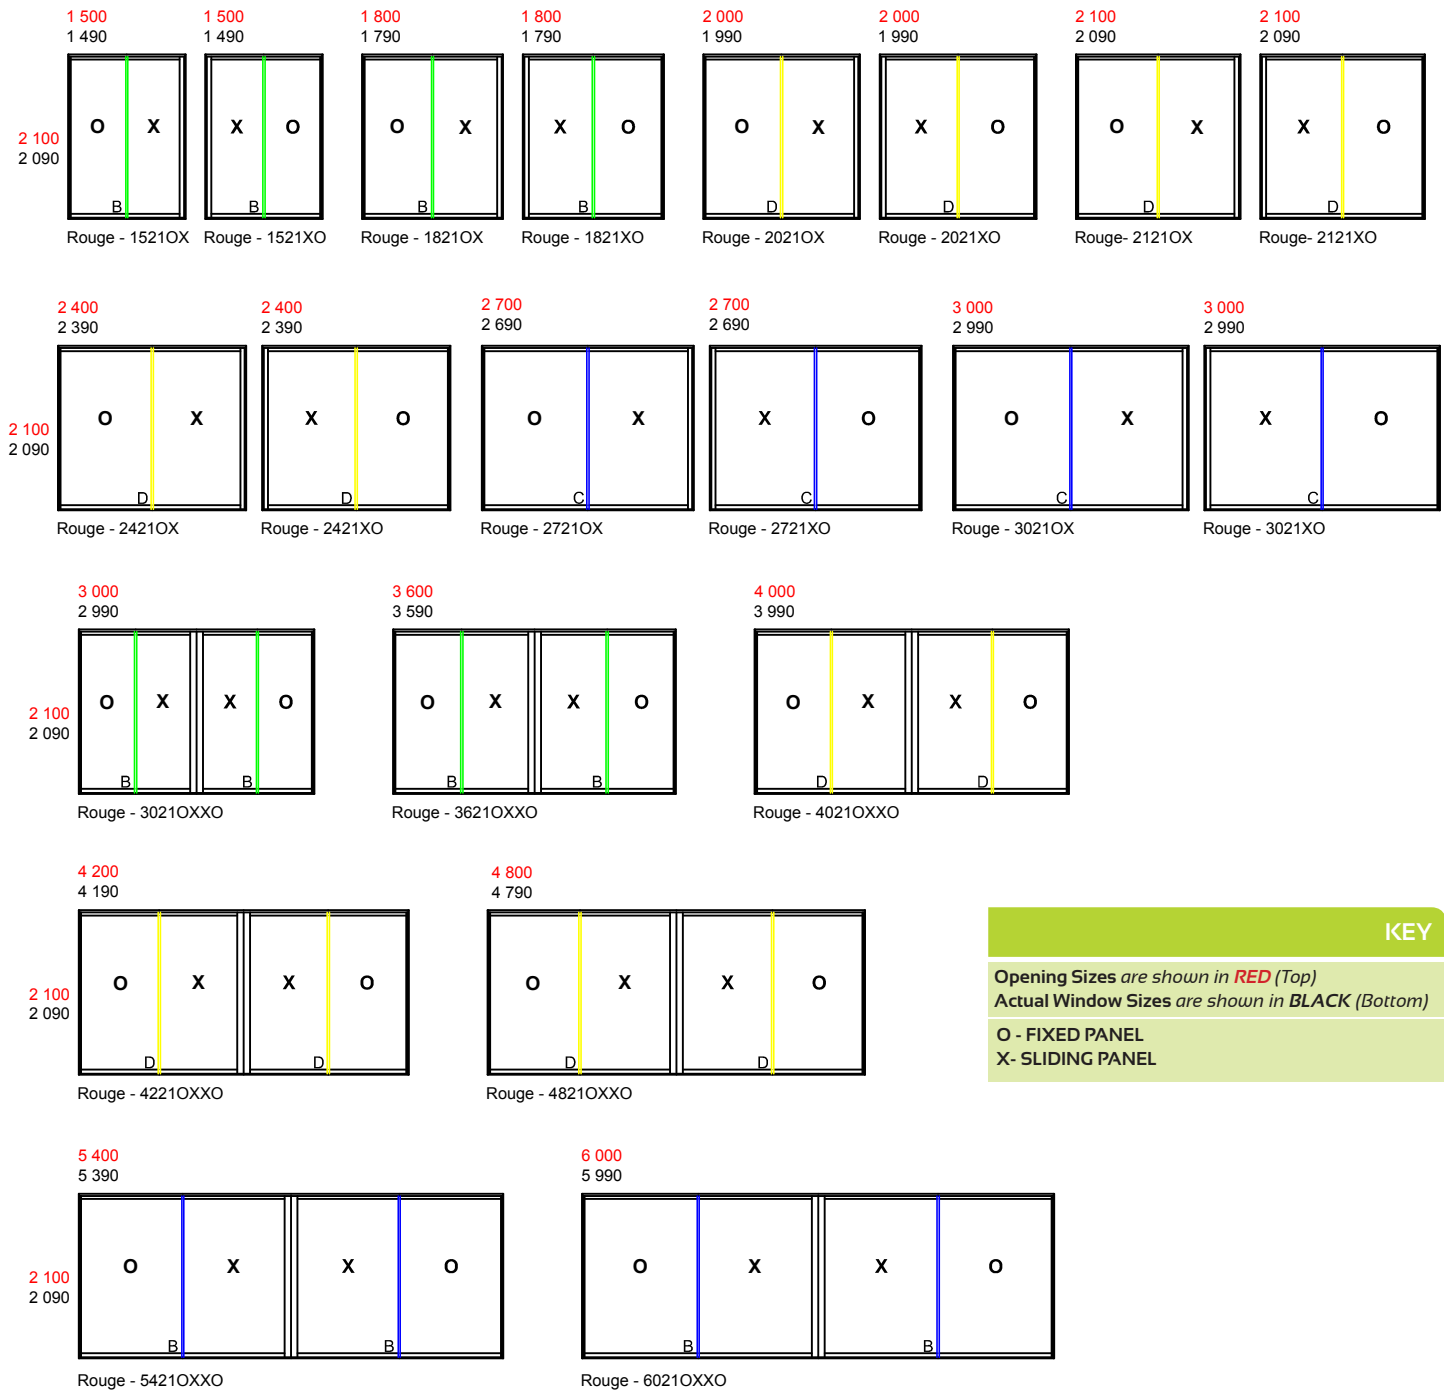 1 500 1 500 1 800 1 800 2 000 2 000 2 100 2 100
1 490 1 490 1 790 1 790 1 990 1 990 2 090 2 090
O X X O O X X O O X X O O X X O
2 100
2 090
B B B B D D D D
Rouge - 1521OX Rouge - 1521XO Rouge - 1821OX Rouge - 1821XO Rouge - 2021OX Rouge - 2021XO Rouge- 2121OX Rouge- 2121XO
2 400 2 400 2 700 2 700 3 000 3 000
2 390 2 390 2 690 2 690 2 990 2 990
O X X O O X X O O X X O
2 100
2 090
D D C C C C
Rouge - 2421OX Rouge - 2421XO Rouge - 2721OX Rouge - 2721XO Rouge - 3021OX Rouge - 3021XO
3 000 3 600 4 000
2 990 3 590 3 990
O X X O O X X O O X X O
2 100
2 090
B B B B D D
Rouge - 3021OXXO Rouge - 3621OXXO Rouge - 4021OXXO
4 200 4 800
4 190 4 790
O X X O O X X O
2 100
2 090
D D D D
Rouge - 4221OXXO Rouge - 4821OXXO
KEY
Opening Sizes are shown in RED (Top)
Actual Window Sizes are shown in BLACK (Bottom)
O - FIXED PANEL
X- SLIDING PANEL
5 400 6 000
5 390 5 990
O X X O O X X O
2 100
2 090
B B B B
Rouge - 5421OXXO Rouge - 6021OXXO